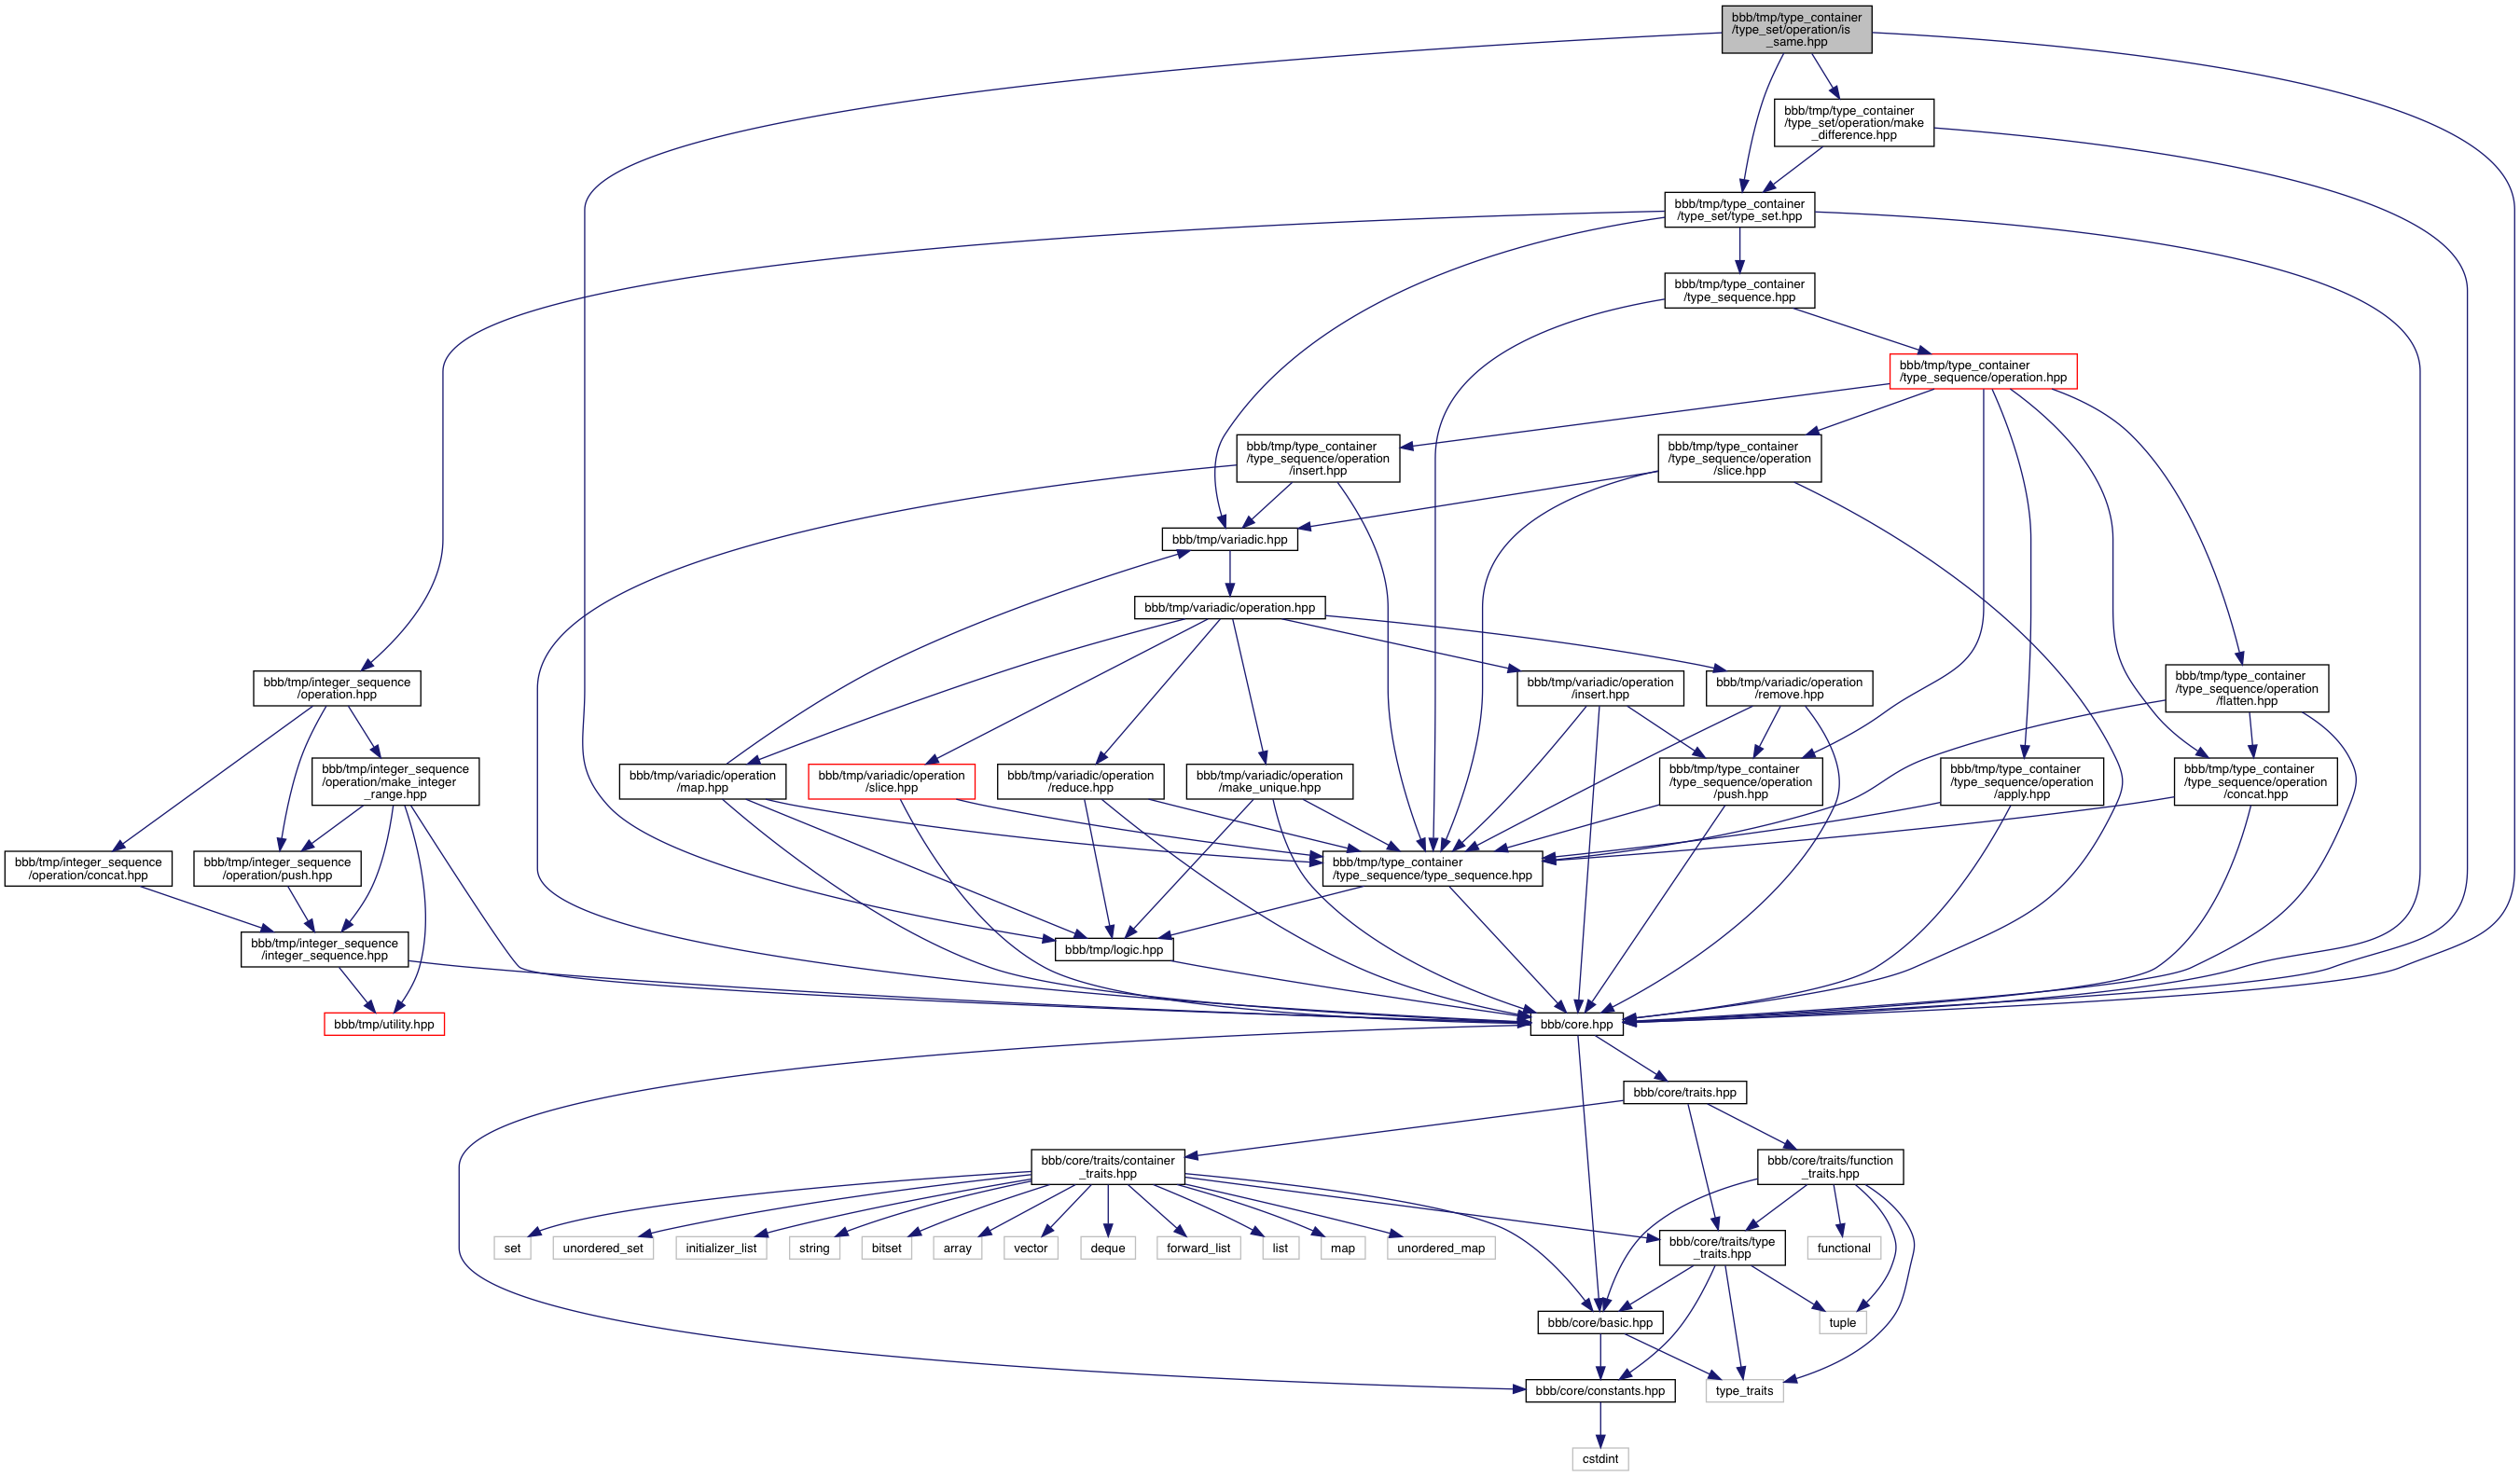 bbb/tmp/type_container
/type_set/operation/is
_same.hpp
bbb/tmp/type_container
/type_set/operation/make
_difference.hpp
bbb/tmp/type_container
/type_set/type_set.hpp
bbb/tmp/type_container
/type_sequence.hpp
bbb/tmp/type_container
/type_sequence/operation.hpp
bbb/tmp/type_container
/type_sequence/operation
/insert.hpp
bbb/tmp/type_container
/type_sequence/operation
/slice.hpp
bbb/tmp/variadic.hpp
bbb/tmp/variadic/operation.hpp
bbb/tmp/integer_sequence
/operation.hpp
bbb/tmp/variadic/operation
/insert.hpp
bbb/tmp/variadic/operation
/remove.hpp
bbb/tmp/type_container
/type_sequence/operation
/flatten.hpp
bbb/tmp/integer_sequence
/operation/make_integer
_range.hpp
bbb/tmp/variadic/operation
/map.hpp
bbb/tmp/variadic/operation
/slice.hpp
bbb/tmp/variadic/operation
/reduce.hpp
bbb/tmp/variadic/operation
/make_unique.hpp
bbb/tmp/type_container
/type_sequence/operation
/push.hpp
bbb/tmp/type_container
/type_sequence/operation
/apply.hpp
bbb/tmp/type_container
/type_sequence/operation
/concat.hpp
bbb/tmp/integer_sequence
/operation/concat.hpp
bbb/tmp/integer_sequence
/operation/push.hpp
bbb/tmp/type_container
/type_sequence/type_sequence.hpp
bbb/tmp/integer_sequence
/integer_sequence.hpp
bbb/tmp/logic.hpp
bbb/tmp/utility.hpp
bbb/core.hpp
bbb/core/traits.hpp
bbb/core/traits/container
_traits.hpp
bbb/core/traits/function
_traits.hpp
set
unordered_set
initializer_list
string
bitset
array
vector
deque
forward_list
list
map
unordered_map
bbb/core/traits/type
_traits.hpp
functional
bbb/core/basic.hpp
tuple
bbb/core/constants.hpp
type_traits
cstdint